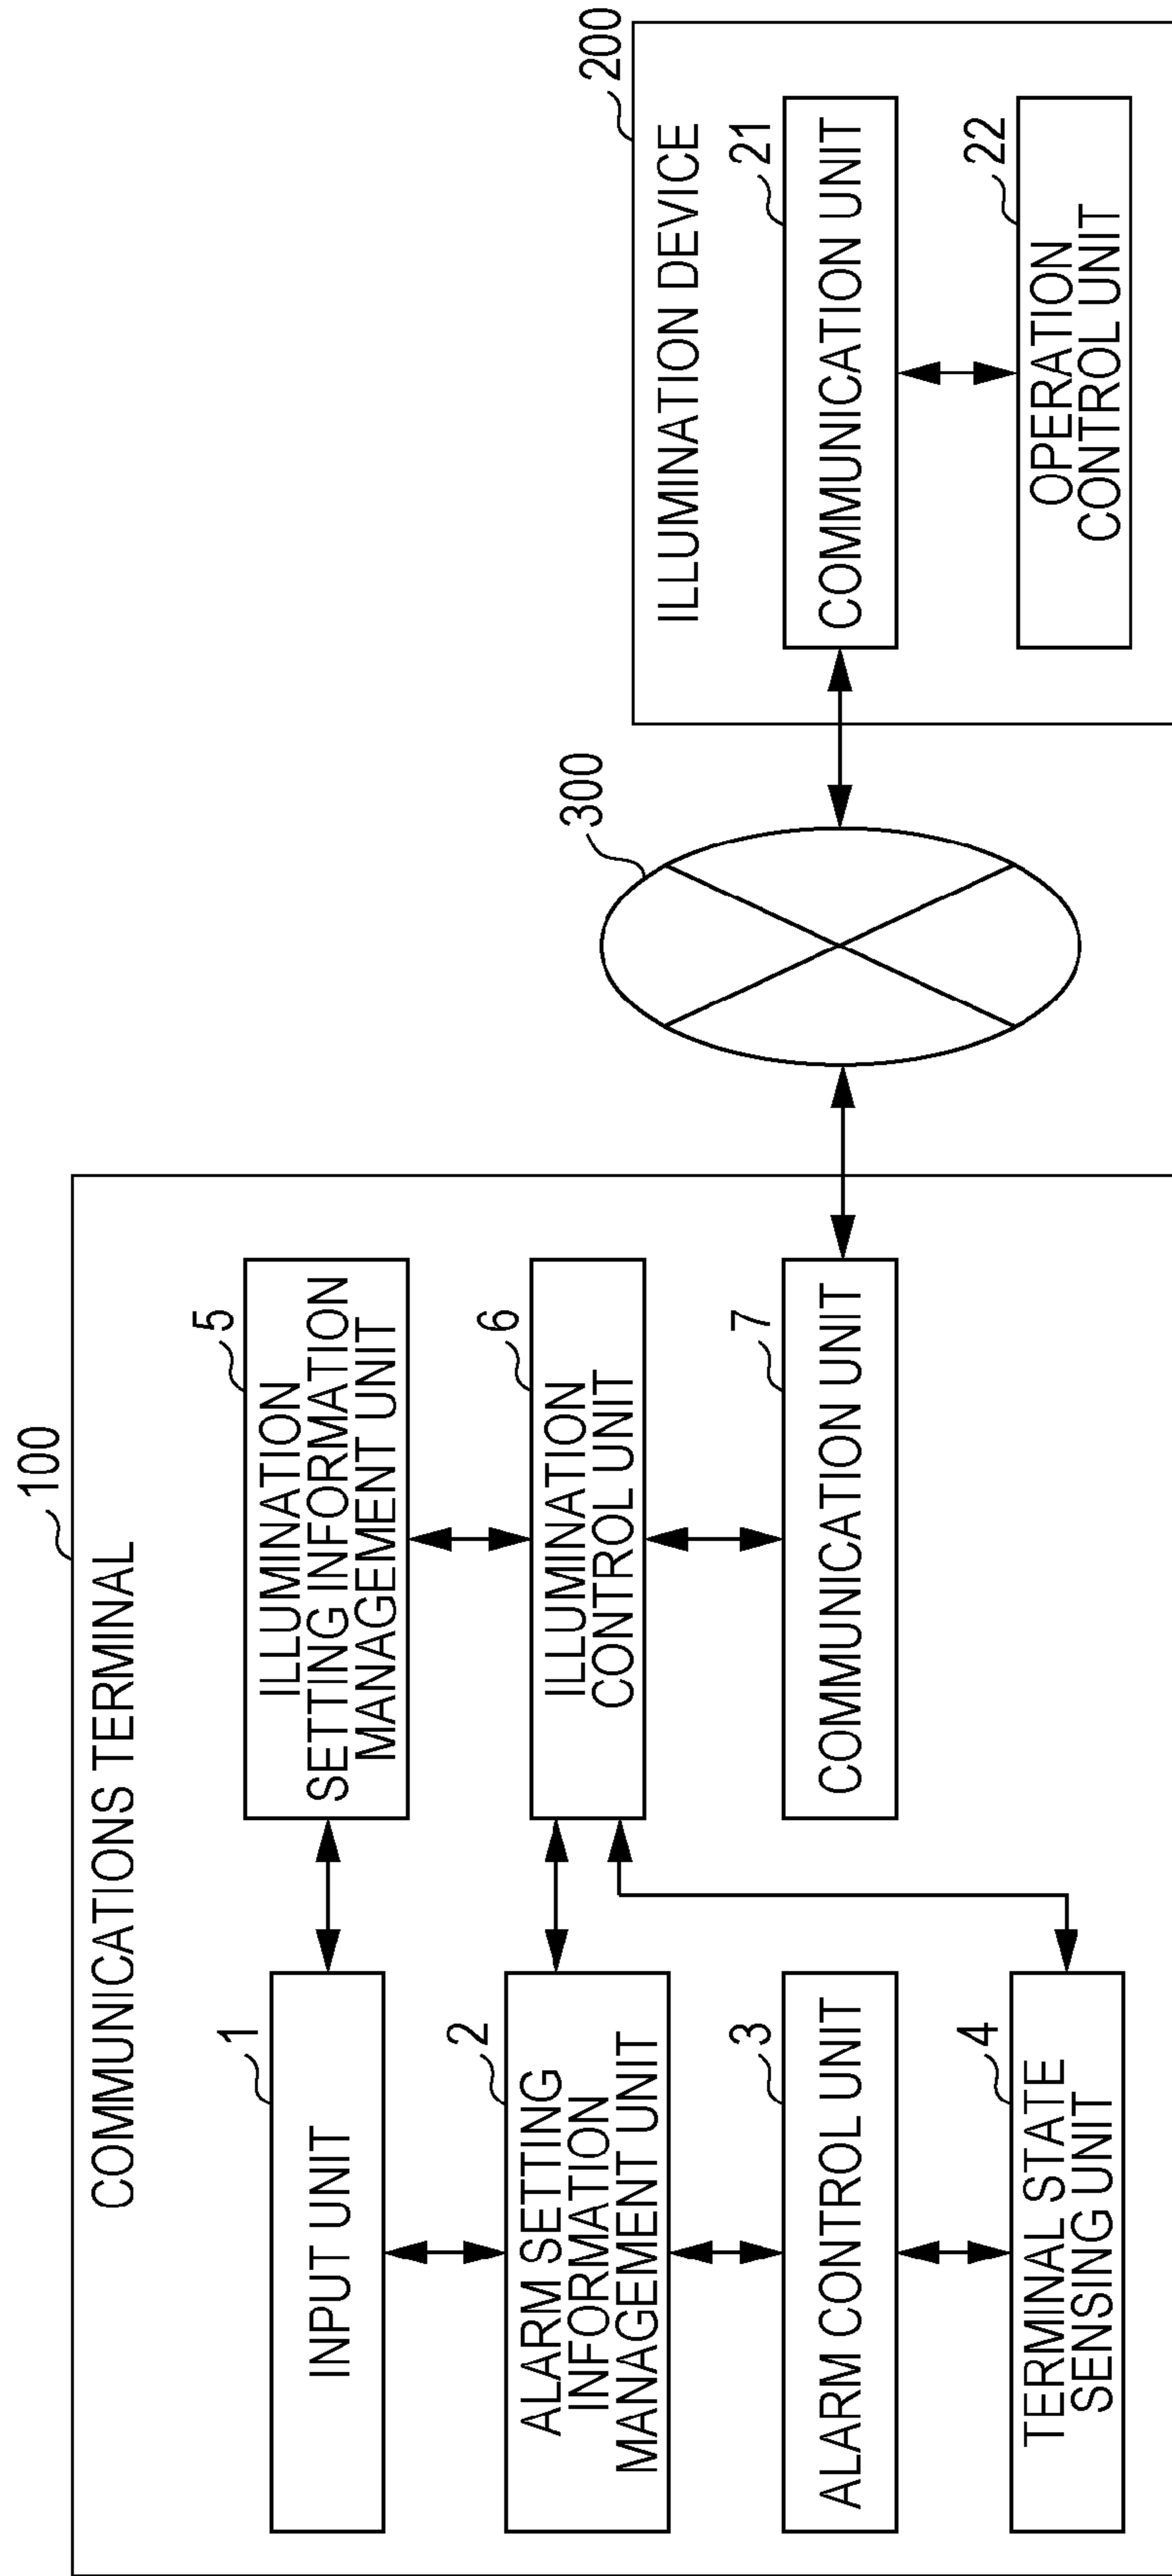 100
COMMUNICATIONS TERMINAL
1
INPUT UNIT
2
ALARM SETTING
INFORMATION
MANAGEMENT UNIT
3
ALARM CONTROL UNIT
4
TERMINAL STATE
SENSING UNIT
5
ILLUMINATION
SETTING INFORMATION
MANAGEMENT UNIT
6
ILLUMINATION
CONTROL UNIT
7
COMMUNICATION UNIT
300
200
ILLUMINATION DEVICE
21
COMMUNICATION UNIT
22
OPERATION
CONTROL UNIT